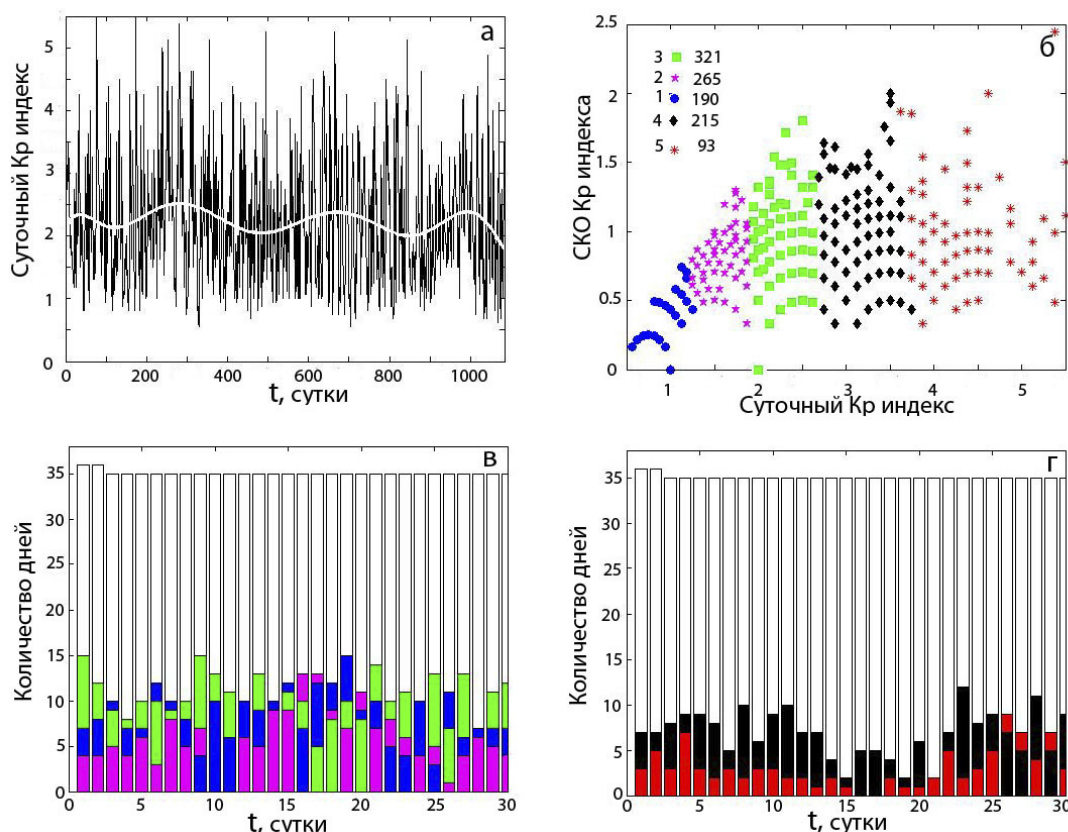 а
Суточный Кр индекс
5
4
3
2
1
0
0 200 400 600 800 1000
t, сутки
б
СКО Кр индекса
2.5
2
1.5
1
0.5
0
3 321
2 265
1 190
4 215
5 93
1 2 3 4 5
Суточный Кр индекс
в
Количество дней
35
30
25
20
15
10
5
0
0 5 10 15 20 25 30
t, сутки
г
Количество дней
35
30
25
20
15
10
5
0
0 5 10 15 20 25 30
t, сутки